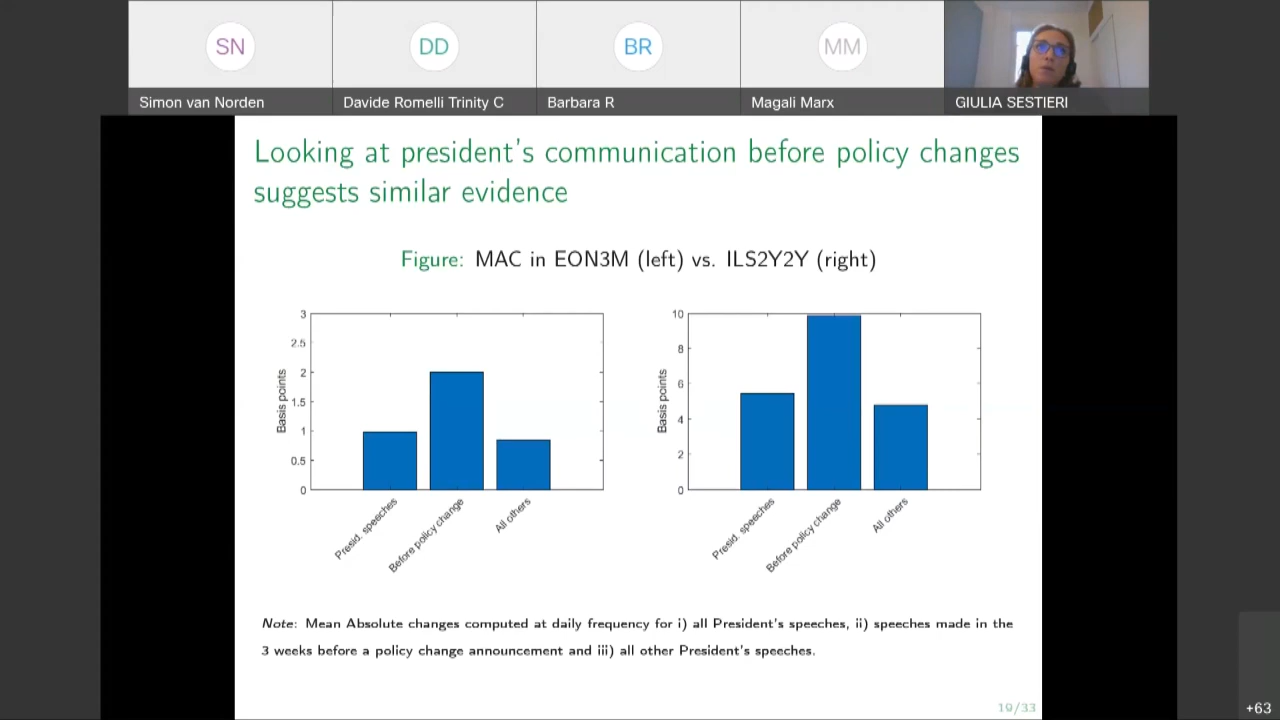 SN
DD
BR
MM
Simon van Norden
Davide Romelli Trinity C
Barbara R
Magali Marx
GIULIA SESTIERI
Looking at president's communication before policy changes
suggests similar evidence
Figure: MAC in EON3M (left) vs. ILS2Y2Y (right)
3
2.5
2
1.5
1
0.5
0
Basis points
Presid. speeches
Before policy change
All others
10
8
6
4
2
0
Basis points
Presid. speeches
Before policy change
All others
Note: Mean Absolute changes computed at daily frequency for i) all President's speeches, ii) speeches made in the
3 weeks before a policy change announcement and iii) all other President's speeches.
19/33
+63